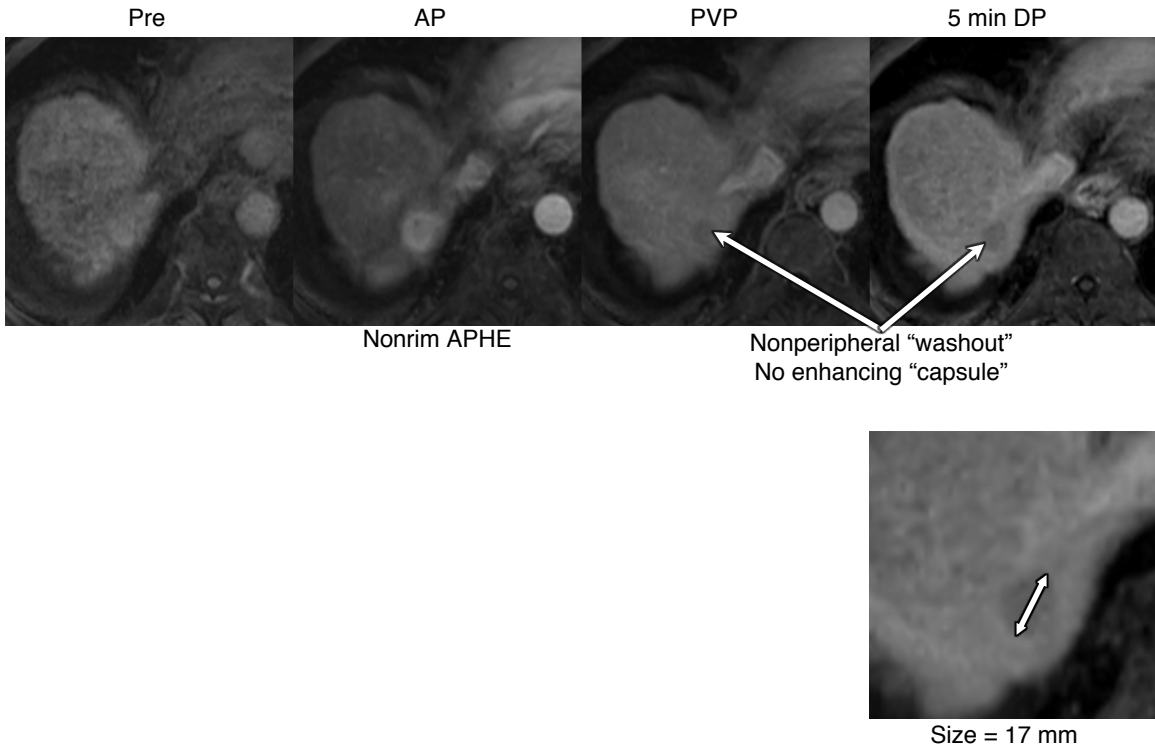 Pre
AP
PVP
5 min DP
Nonrim APHE
Nonperipheral “washout”
No enhancing “capsule”
Size = 17 mm